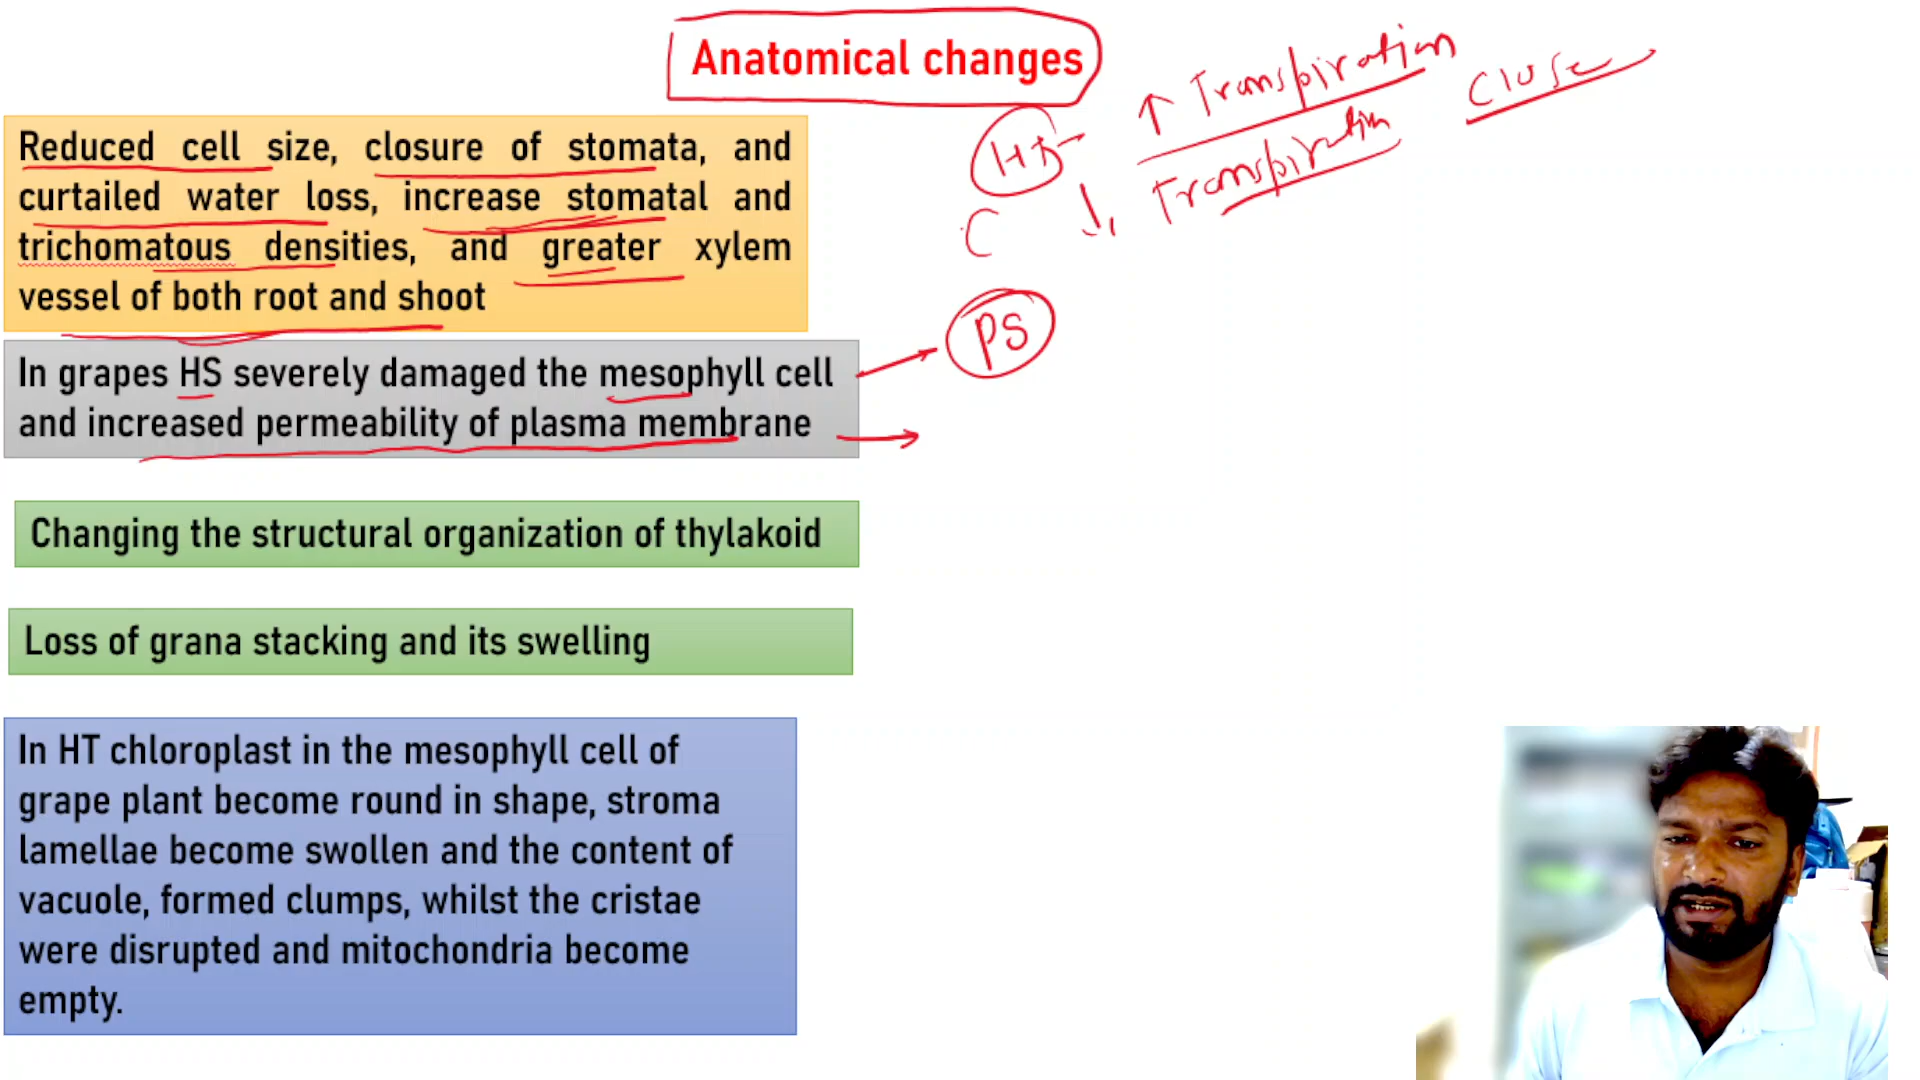 Anatomical changes
↑ Transpiration
Close
Reduced cell size, closure of stomata, and
curtailed water loss, increase stomatal and
trichomatous densities, and greater xylem
vessel of both root and shoot
Ht
↓ Transpiration
C
PS
In grapes HS severely damaged the mesophyll cell
and increased permeability of plasma membrane
Changing the structural organization of thylakoid
Loss of grana stacking and its swelling
In HT chloroplast in the mesophyll cell of
grape plant become round in shape, stroma
lamellae become swollen and the content of
vacuole, formed clumps, whilst the cristae
were disrupted and mitochondria become
empty.